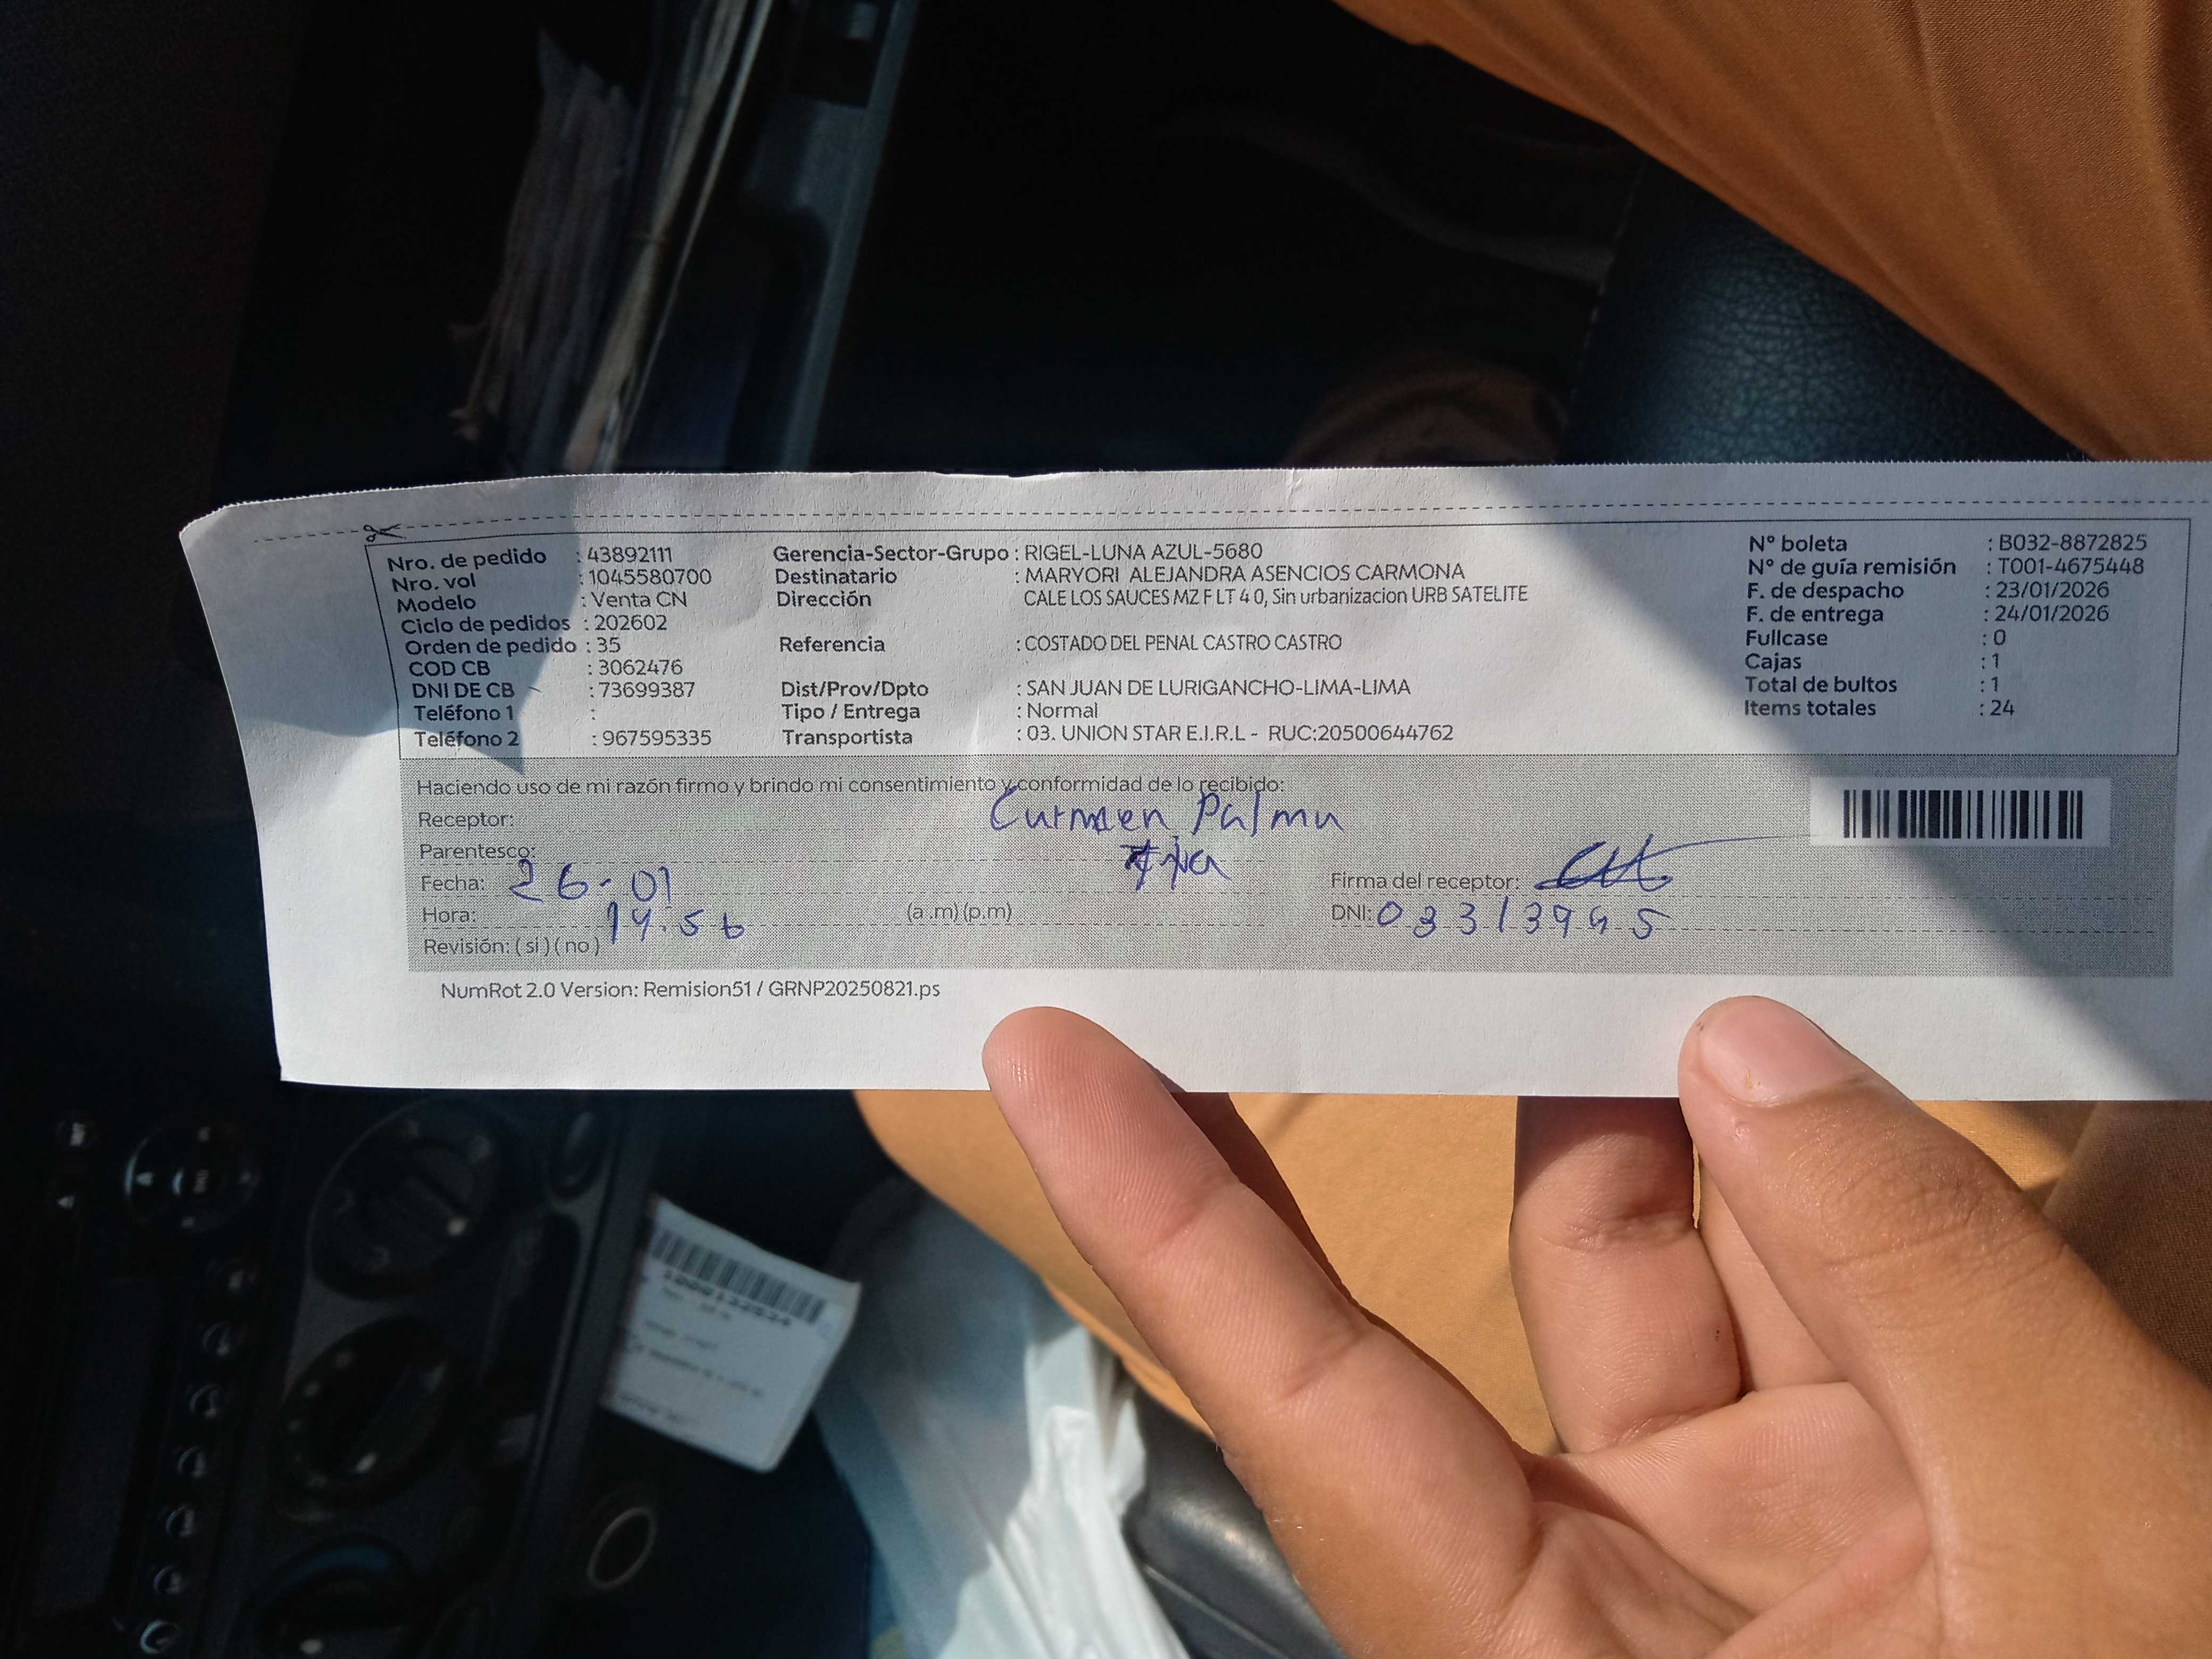 Nro. de pedido : 43892111
Nro. vol : 1045580700
Modelo : Venta CN
Ciclo de pedidos : 202602
Orden de pedido : 35
COD CB : 3062476
DNI DE CB : 73699387
Teléfono 1 :
Teléfono 2 : 967595335
Gerencia-Sector-Grupo : RIGEL-LUNA AZUL-5680
Destinatario : MARYORI ALEJANDRA ASENCIOS CARMONA
Dirección CALE LOS SAUCES MZ F LT 4 0, Sin urbanizacion URB SATELITE
Referencia : COSTADO DEL PENAL CASTRO CASTRO
Dist/Prov/Dpto : SAN JUAN DE LURIGANCHO-LIMA-LIMA
Tipo / Entrega : Normal
Transportista : 03. UNION STAR E.I.R.L - RUC:20500644762
N° boleta : B032-8872825
N° de guía remisión : T001-4675448
F. de despacho : 23/01/2026
F. de entrega : 24/01/2026
Fullcase : 0
Cajas : 1
Total de bultos : 1
Items totales : 24
Haciendo uso de mi razón firmo y brindo mi consentimiento y conformidad de lo recibido:
Receptor: Carmen Palma
Parentesco:
Fecha: 26-01
Hora: 14:56 (a .m) (p.m)
Revisión: ( si ) ( no )
Firma del receptor:
DNI:
NumRot 2.0 Version: Remision51 / GRNP20250821.ps